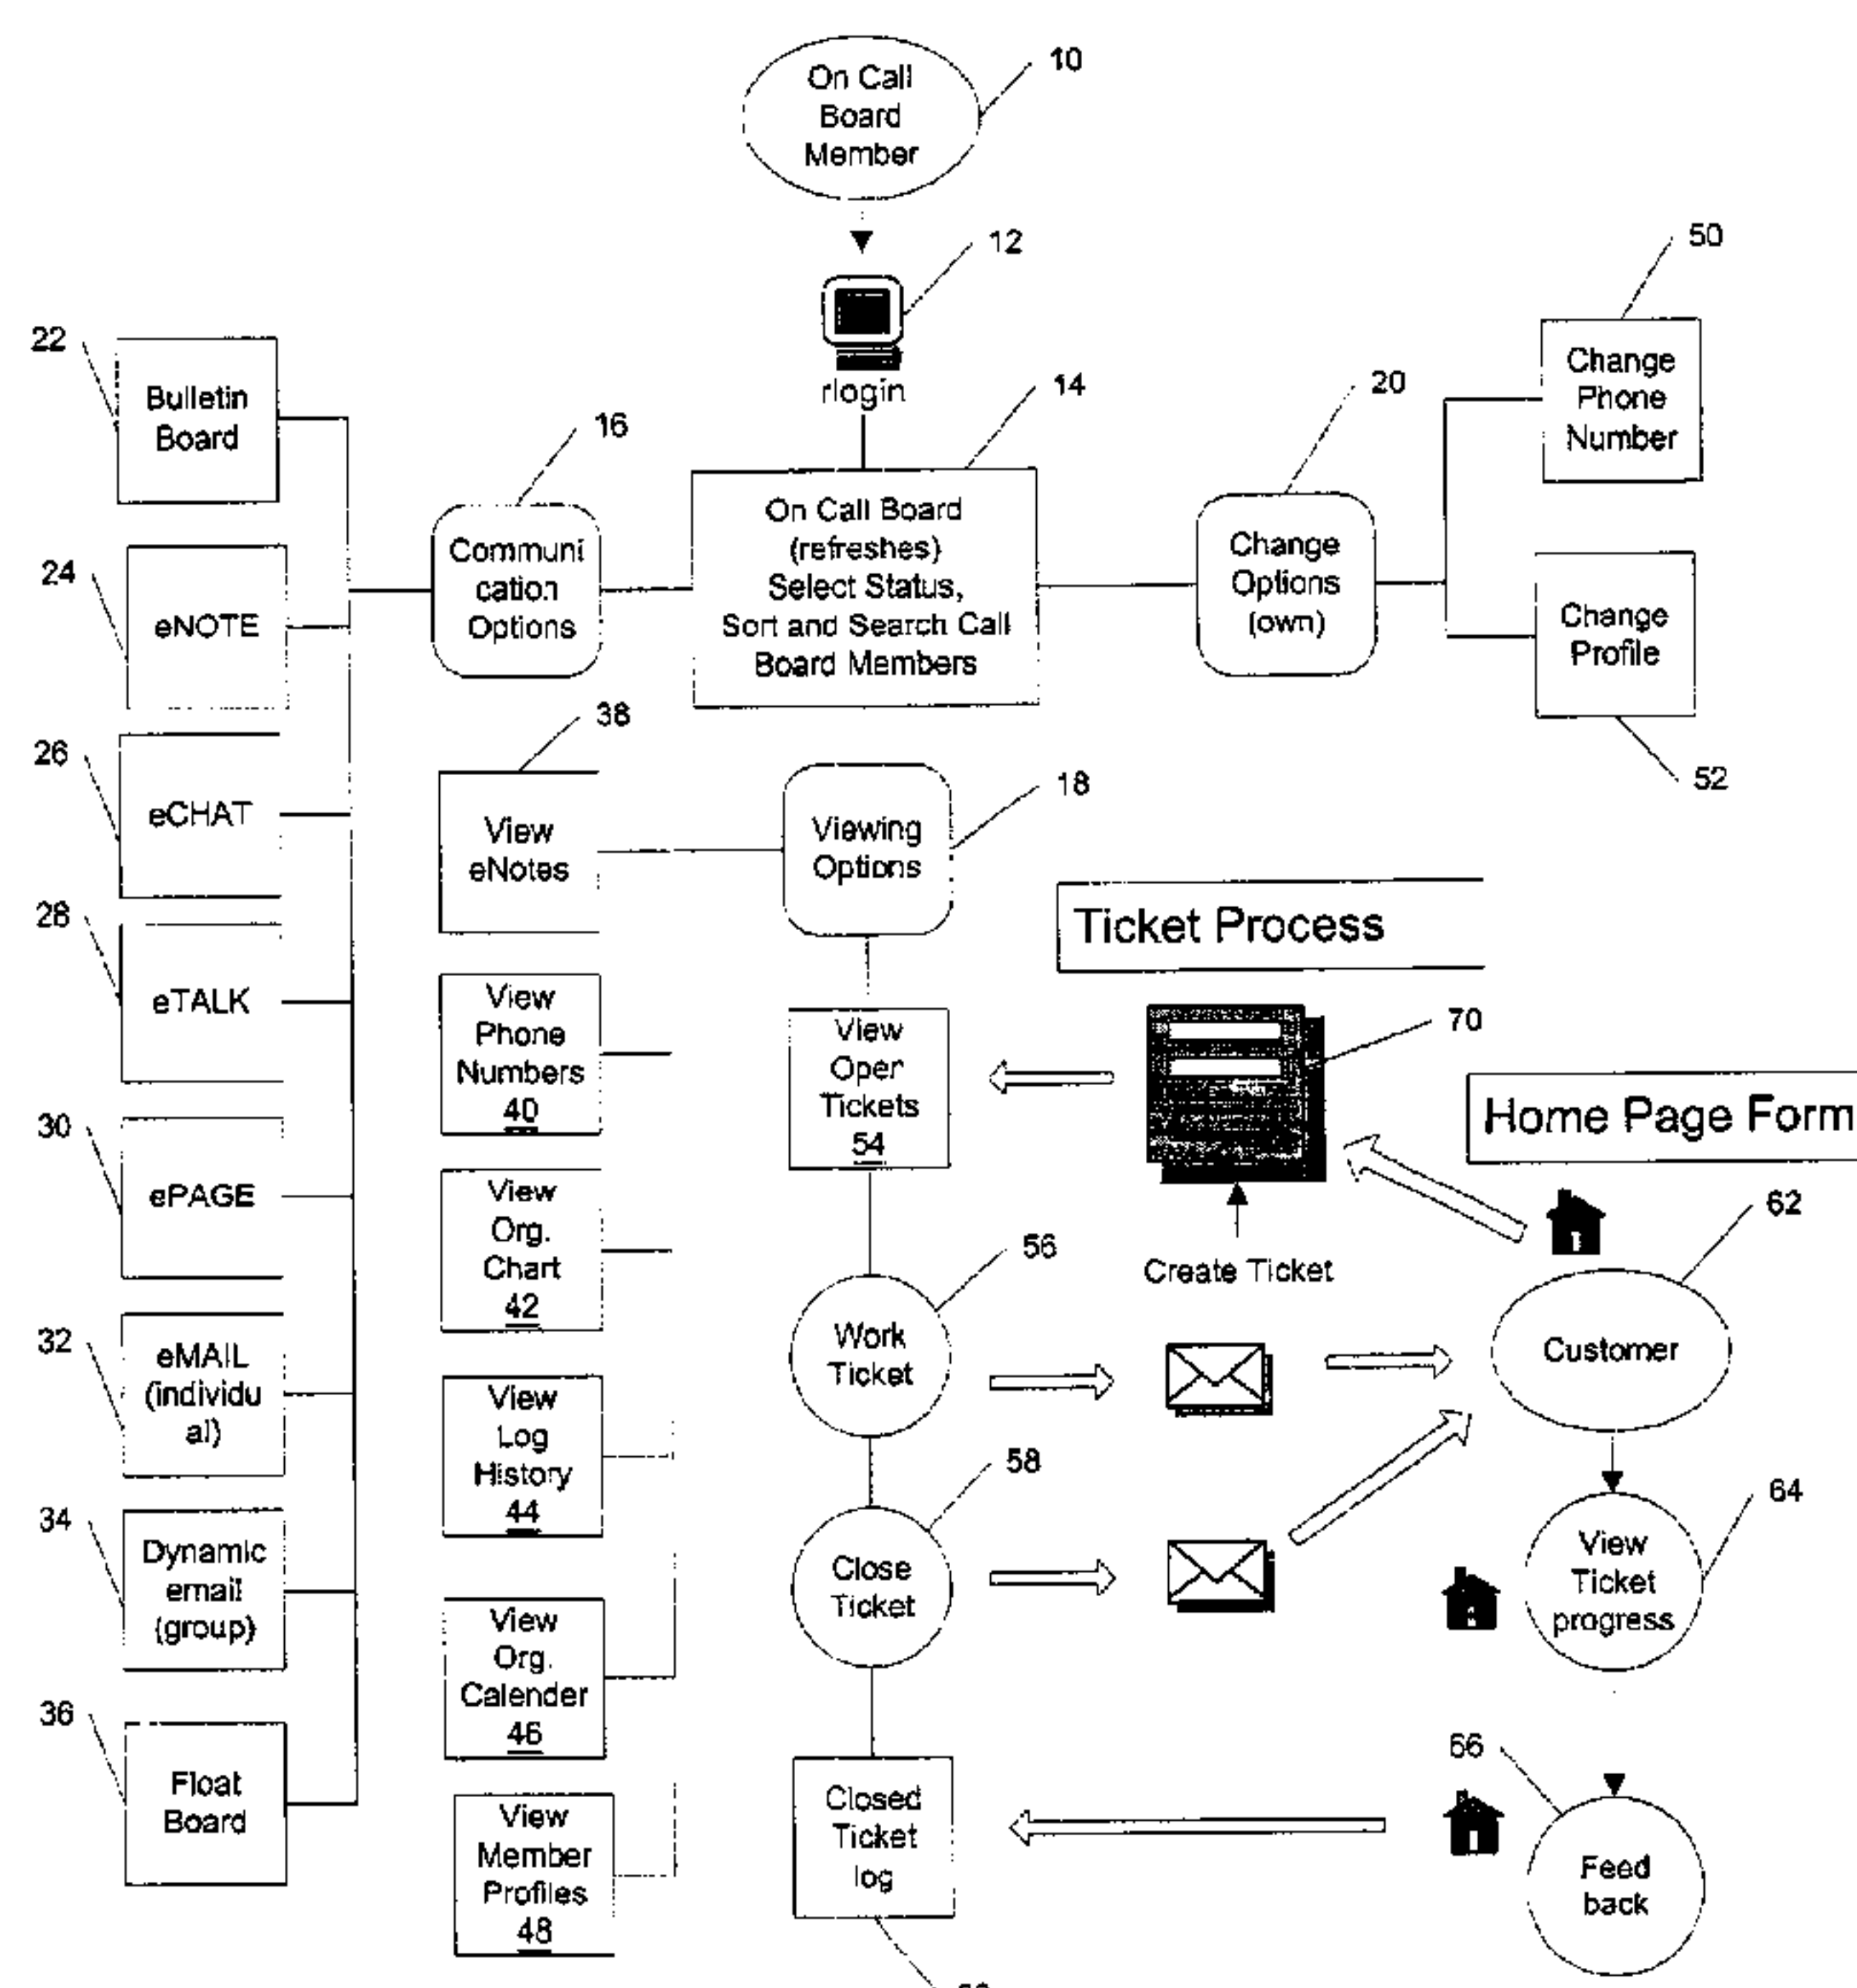 On Call
Board
Member
10
12
rlogin
14
On Call Board
(refreshes)
Select Status,
Sort and Search Call
Board Members
16
Communi
cation
Options
20
Change
Options
(own)
50
Change
Phone
Number
Change
Profile
52
22
Bulletin
Board
24
eNOTE
26
eCHAT
28
eTALK
30
ePAGE
32
eMAIL
(individu
al)
34
Dynamic
email
(group)
36
Float
Board
38
View
eNotes
View
Phone
Numbers
40
View
Org.
Chart
42
View
Log
History
44
View
Org.
Calender
46
View
Member
Profiles
48
18
Viewing
Options
View
Open
Tickets
54
56
Work
Ticket
58
Close
Ticket
Closed
Ticket
log
Ticket Process
70
Create Ticket
Home Page Form
62
Customer
64
View
Ticket
progress
66
Feed
back